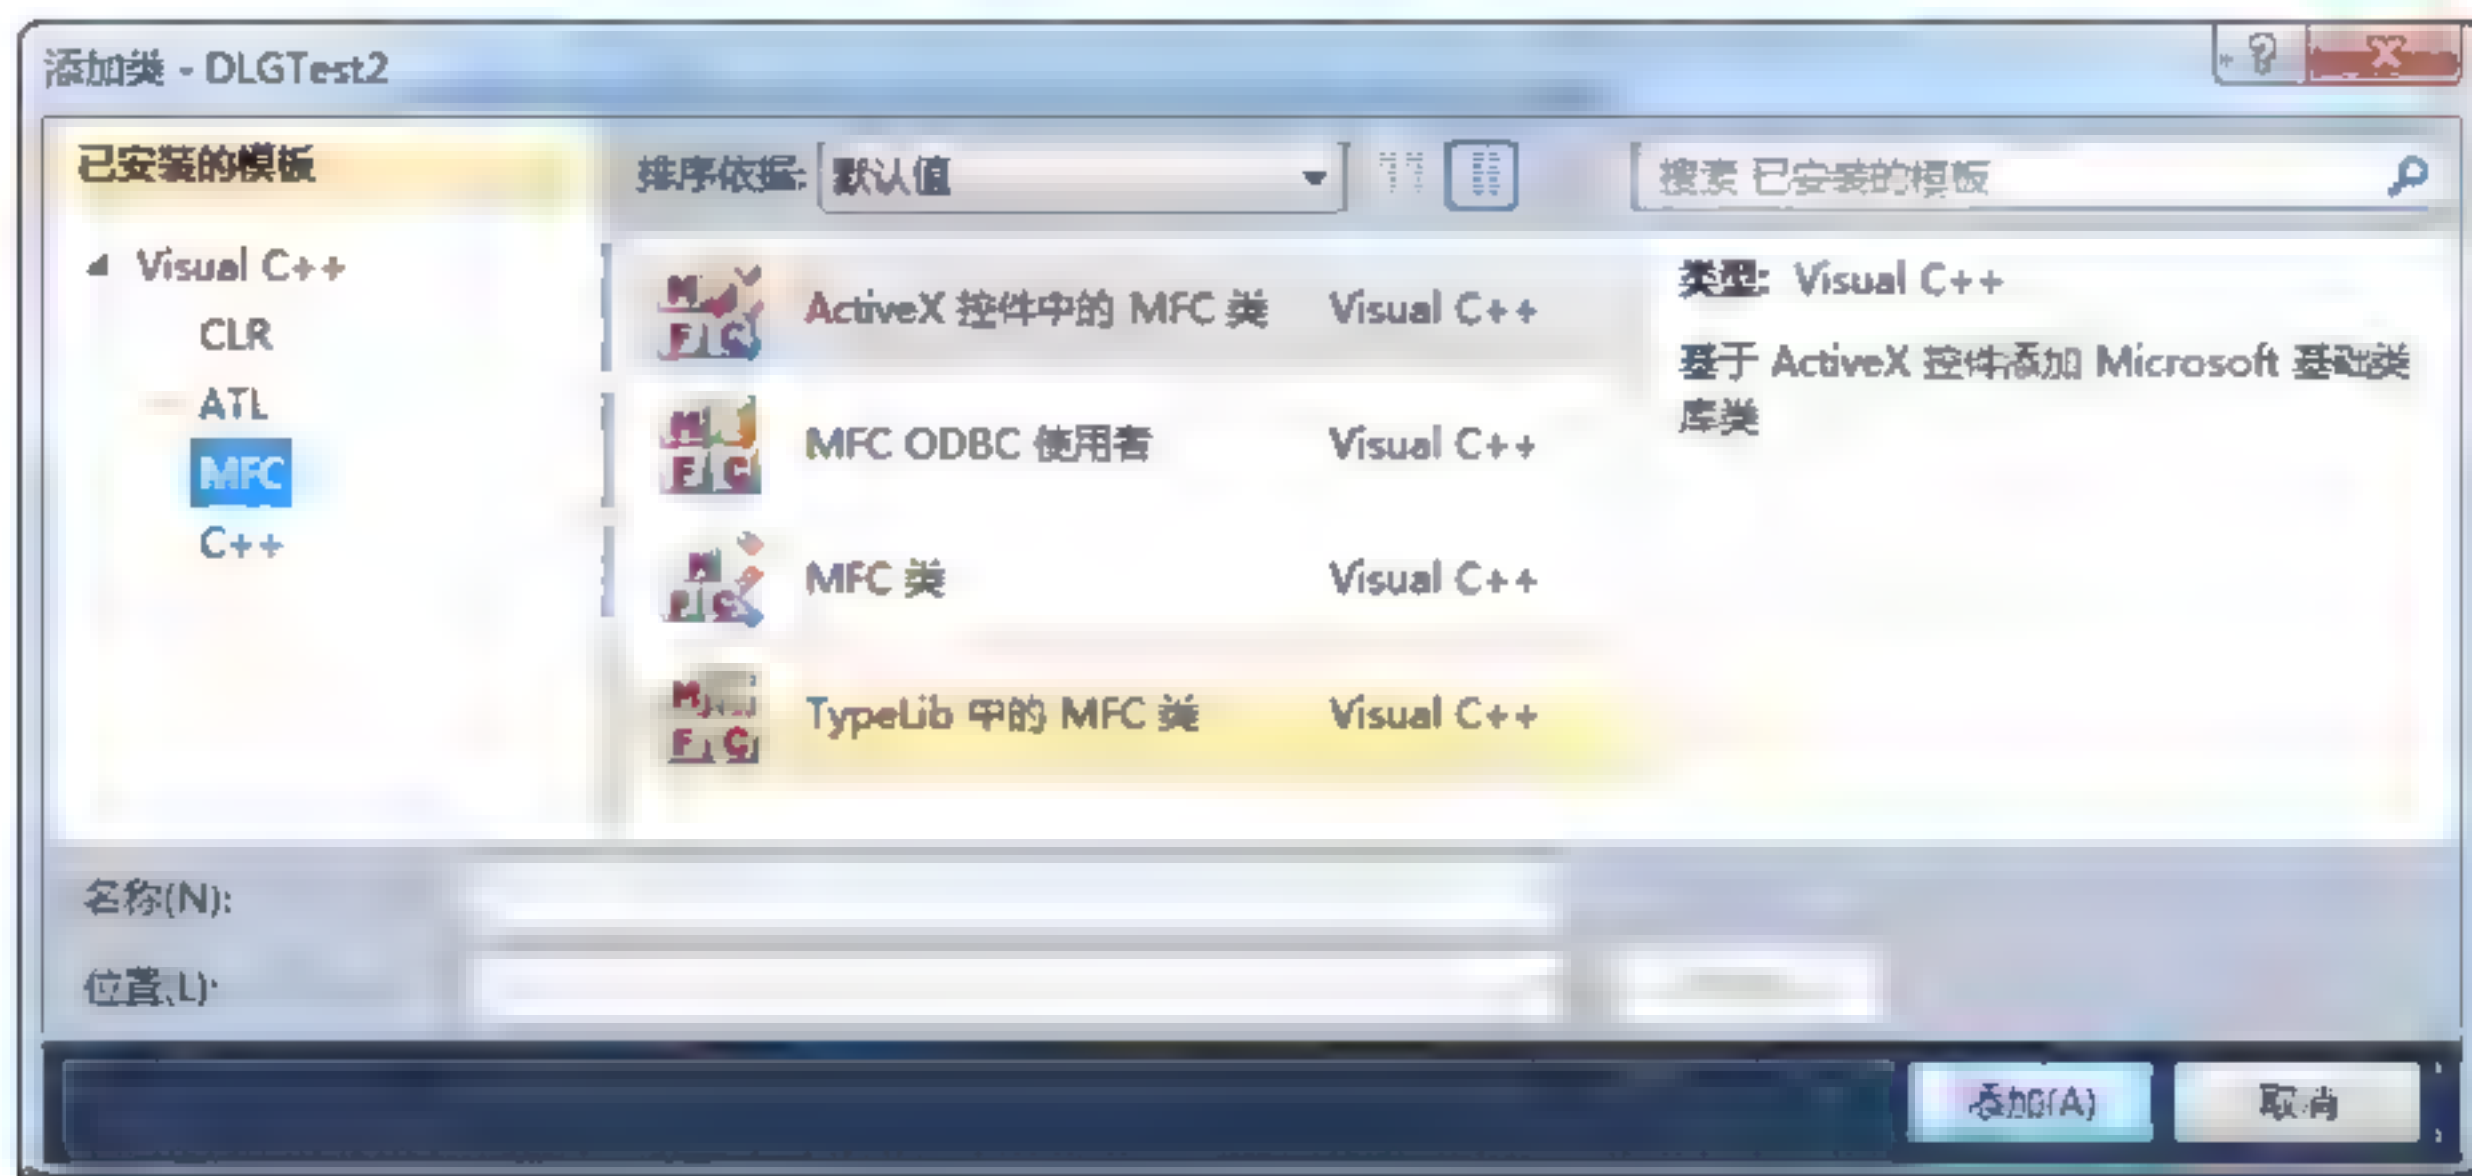 添加类 - DLGTest2
已安装的模板
排序依据: 默认值
搜索 已安装的模板
Visual C++
CLR
ATL
MFC
C++
ActiveX 控件中的 MFC 类 Visual C++
MFC ODBC 使用者 Visual C++
MFC 类 Visual C++
TypeLib 中的 MFC 类 Visual C++
类型: Visual C++
基于 ActiveX 控件添加 Microsoft 基础类
库类
名称(N):
位置(L):
添加(A)
取消